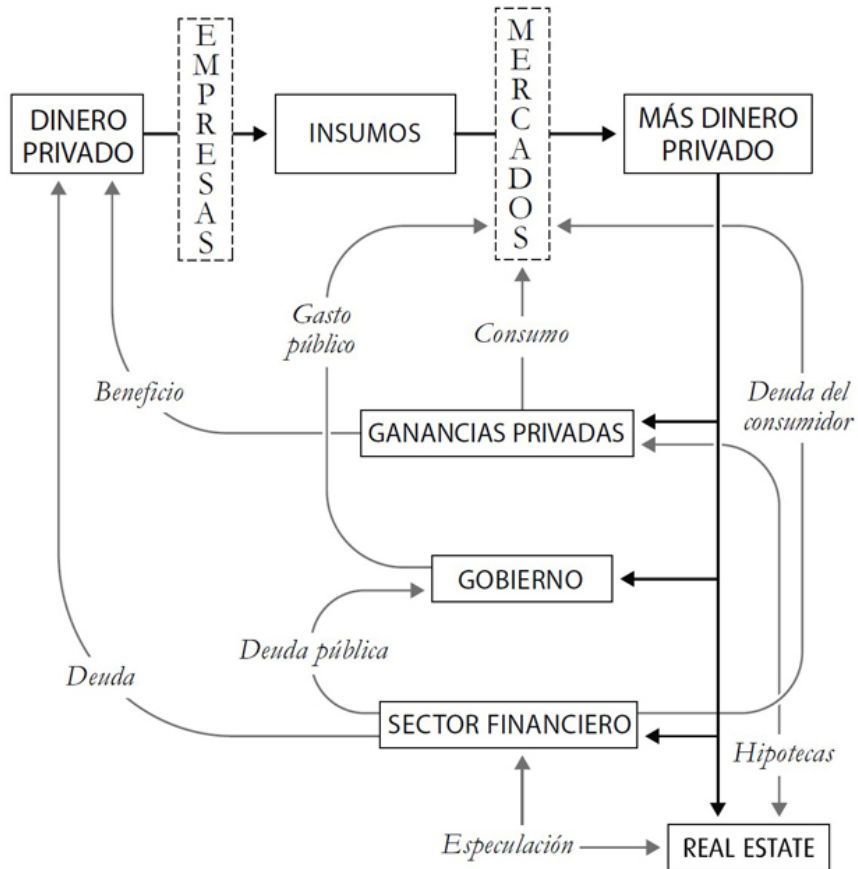 EMPRESAS
MERCADOS
DINERO
PRIVADO
INSUMOS
MÁS DINERO
PRIVADO
Gasto
público
Consumo
Beneficio
Deuda del
consumidor
GANANCIAS PRIVADAS
GOBIERNO
Deuda pública
Deuda
SECTOR FINANCIERO
Hipotecas
Especulación
REAL ESTATE